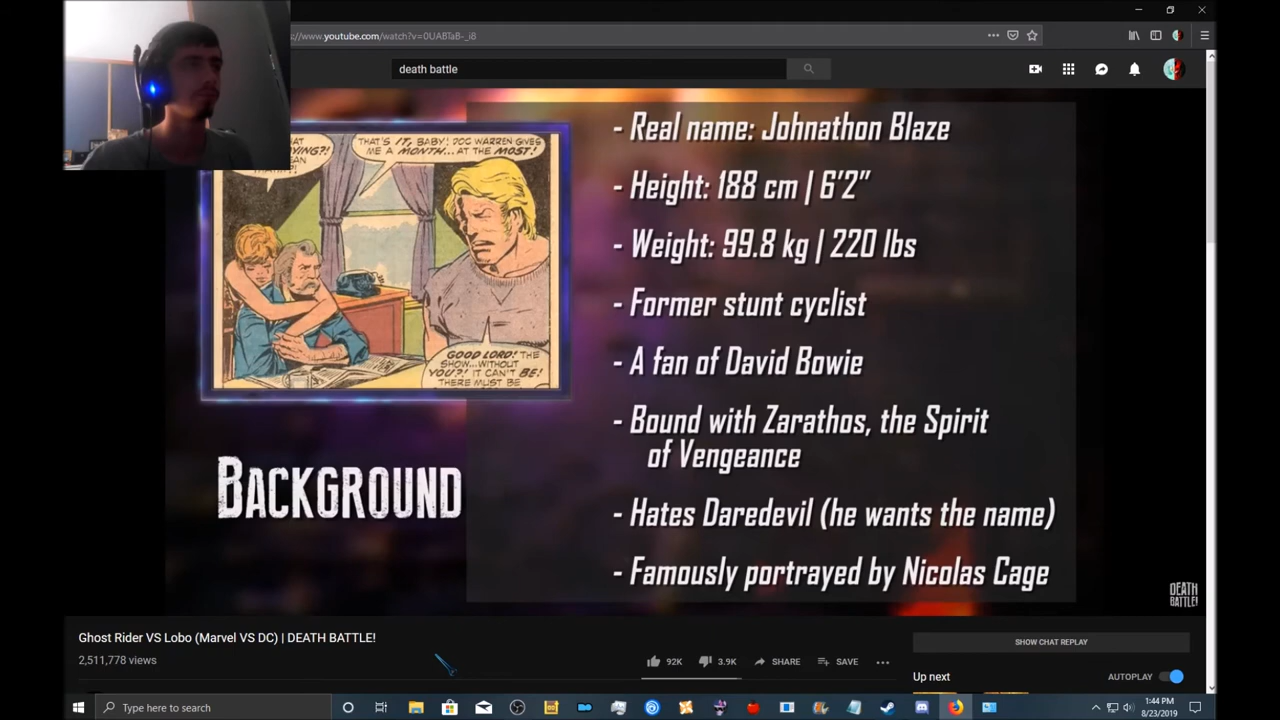 https://www.youtube.com/watch?v=0UABTaB-_i8
death battle
THAT'S IT, BABY! DOC WARREN GIVES
ME A MONTH... AT THE MOST!
GOOD LORD! THE
SHOW...WITHOUT
YOU?! IT CAN'T BE!
THERE MUST BE
BACKGROUND
- Real name: Johnathon Blaze
- Height: 188 cm | 6'2"
- Weight: 99.8 kg | 220 lbs
- Former stunt cyclist
- A fan of David Bowie
- Bound with Zarathos, the Spirit
of Vengeance
- Hates Daredevil (he wants the name)
- Famously portrayed by Nicolas Cage
DEATH
BATTLE!
Ghost Rider VS Lobo (Marvel VS DC) | DEATH BATTLE!
2,511,778 views
92K
3.9K
SHARE
SAVE
SHOW CHAT REPLAY
Up next
AUTOPLAY
Type here to search
1:44 PM
8/23/2019